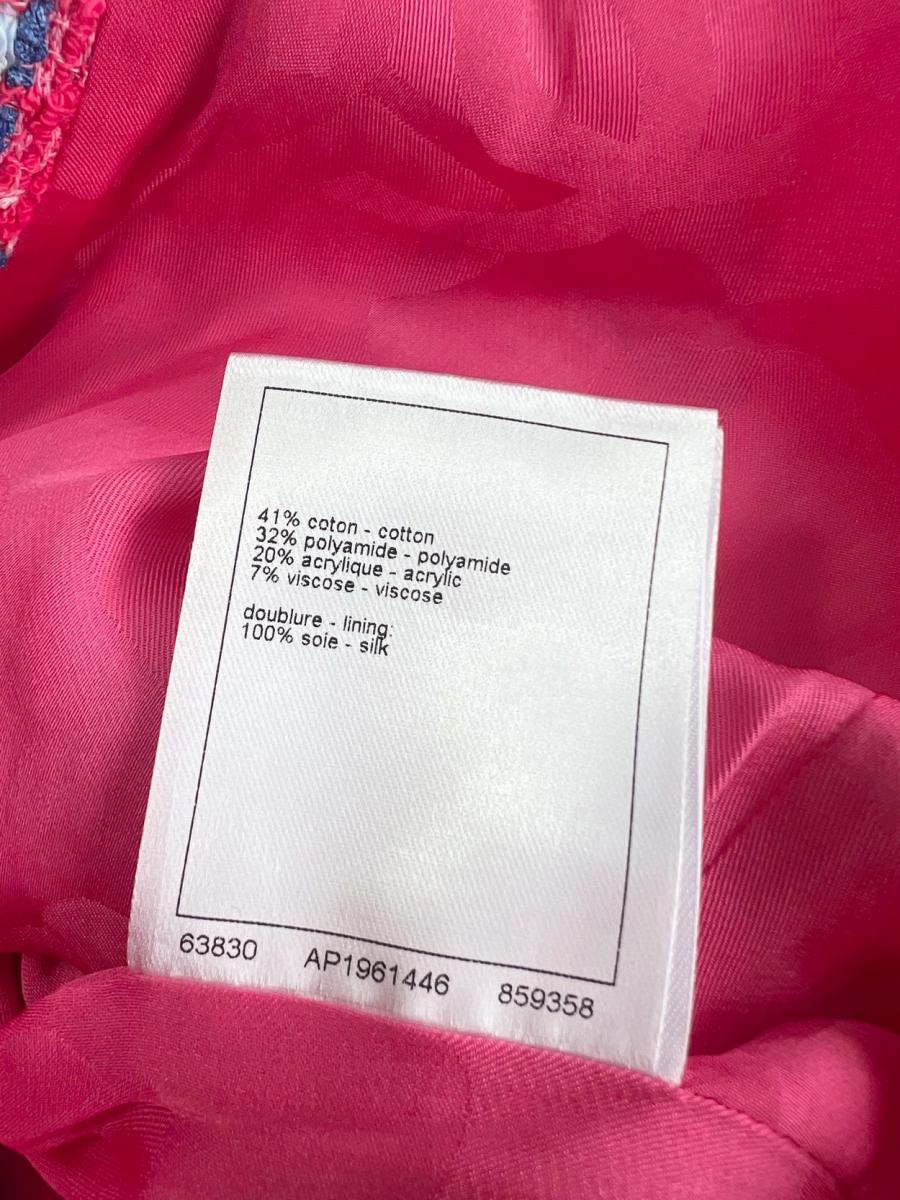 41% coton - cotton
32% polyamide - polyamide
20% acrylique - acrylic
7% viscose - viscose
doublure - lining:
100% soie - silk
63830 AP1961446 859358